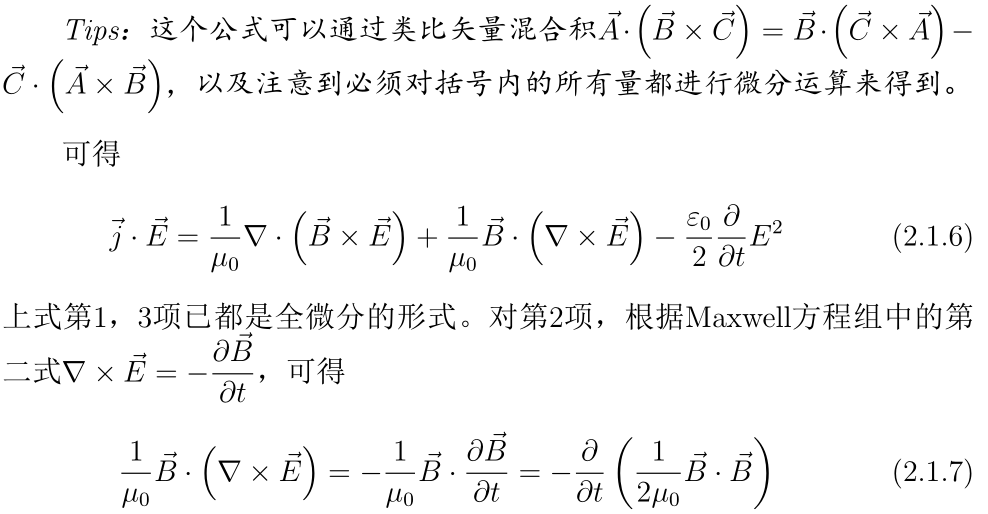 Tips：这个公式可以通过类比矢量混合积$\vec{A}\cdot\left(\vec{B}\times\vec{C}\right)=\vec{B}\cdot\left(\vec{C}\times\vec{A}\right)-$
$\vec{C}\cdot\left(\vec{A}\times\vec{B}\right)$，以及注意到必须对括号内的所有量都进行微分运算来得到。
可得
$\vec{j}\cdot\vec{E}=\frac{1}{\mu_0}\nabla\cdot\left(\vec{B}\times\vec{E}\right)+\frac{1}{\mu_0}\vec{B}\cdot\left(\nabla\times\vec{E}\right)-\frac{\varepsilon_0}{2}\frac{\partial}{\partial t}E^2$ (2.1.6)
上式第1，3项已都是全微分的形式。对第2项，根据Maxwell方程组中的第
二式$\nabla\times\vec{E}=-\frac{\partial\vec{B}}{\partial t}$，可得
$\frac{1}{\mu_0}\vec{B}\cdot\left(\nabla\times\vec{E}\right)=-\frac{1}{\mu_0}\vec{B}\cdot\frac{\partial\vec{B}}{\partial t}=-\frac{\partial}{\partial t}\left(\frac{1}{2\mu_0}\vec{B}\cdot\vec{B}\right)$ (2.1.7)